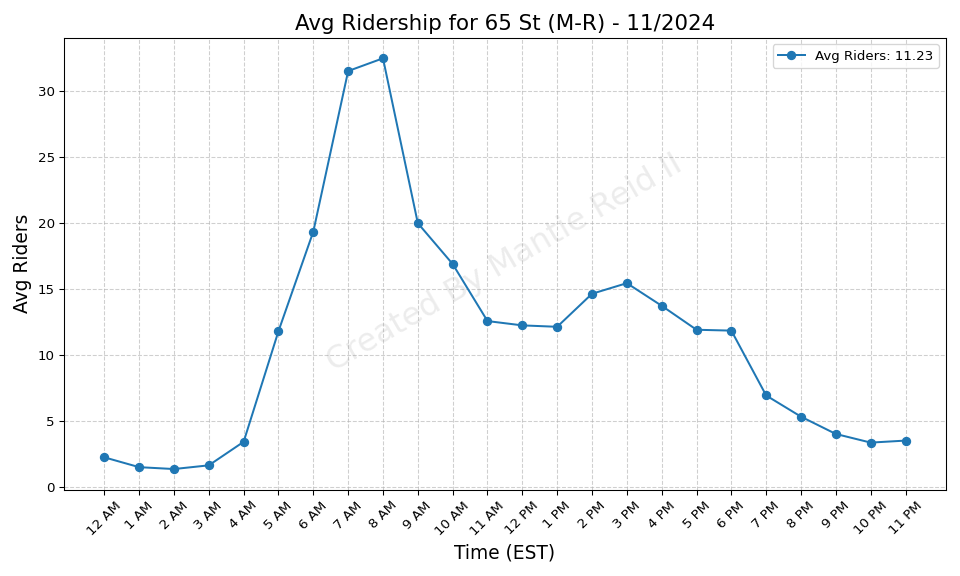 Avg Ridership for 65 St (M-R) - 11/2024
Avg Riders: 11.23
30
25
20
15
10
5
0
Avg Riders
Created By Mantle Reid II
12 AM
1 AM
2 AM
3 AM
4 AM
5 AM
6 AM
7 AM
8 AM
9 AM
10 AM
11 AM
12 PM
1 PM
2 PM
3 PM
4 PM
5 PM
6 PM
7 PM
8 PM
9 PM
10 PM
11 PM
Time (EST)